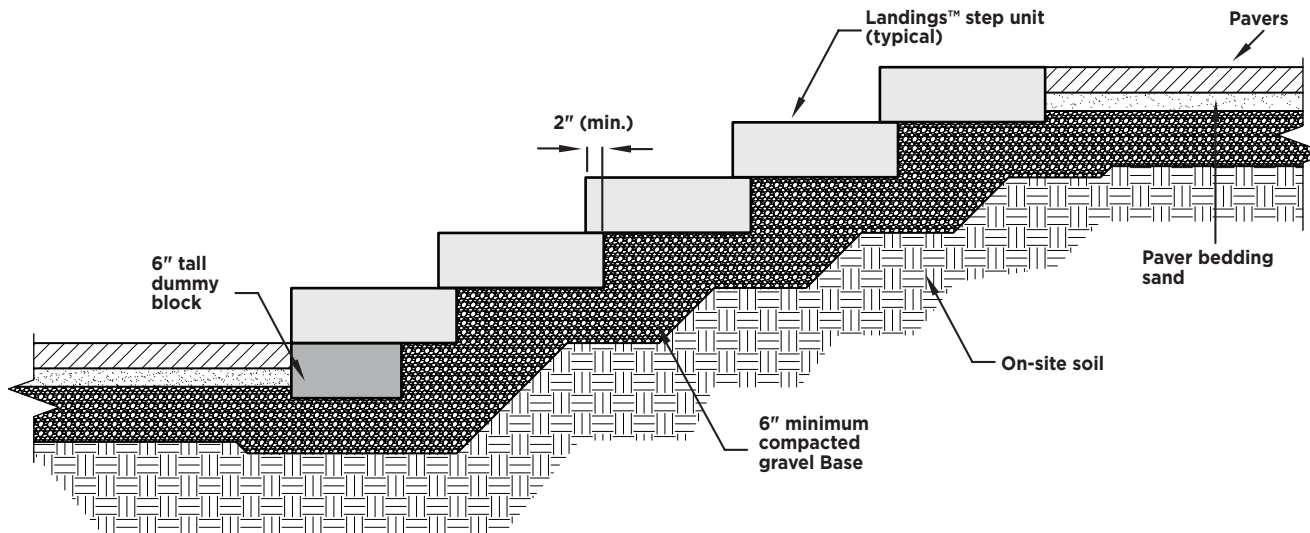 Landings™ step unit
(typical)
Pavers
2" (min.)
6" tall
dummy
block
Paver bedding
sand
On-site soil
6" minimum
compacted
gravel Base